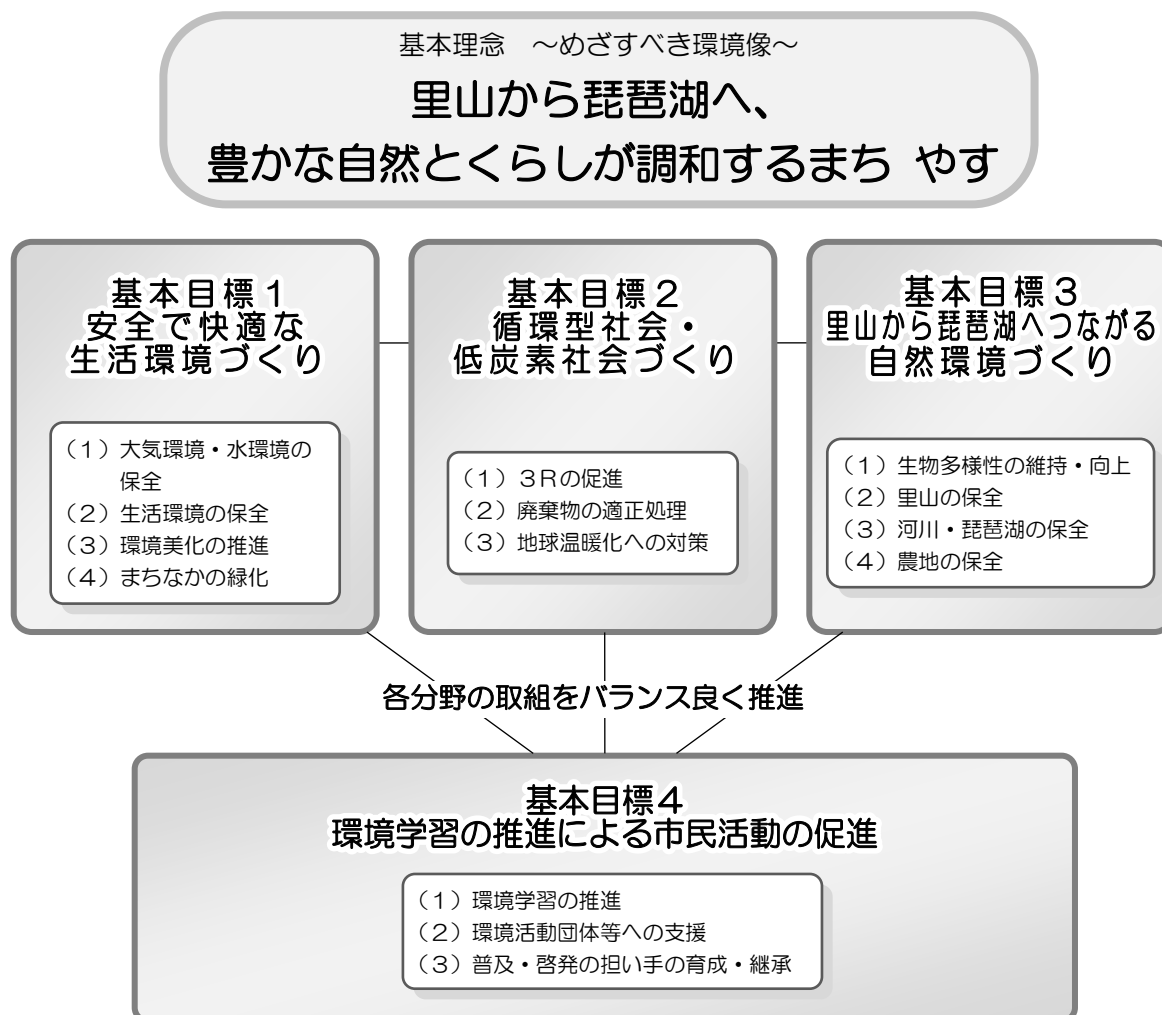 基本理念　～めざすべき環境像～
里山から琵琶湖へ、
豊かな自然とくらしが調和するまち やす
基本目標１
安全で快適な
生活環境づくり
（１）大気環境・水環境の
保全
（２）生活環境の保全
（３）環境美化の推進
（４）まちなかの緑化
基本目標２
循環型社会・
低炭素社会づくり
（１）３Ｒの促進
（２）廃棄物の適正処理
（３）地球温暖化への対策
基本目標３
里山から琵琶湖へつながる
自然環境づくり
（１）生物多様性の維持・向上
（２）里山の保全
（３）河川・琵琶湖の保全
（４）農地の保全
各分野の取組をバランス良く推進
基本目標４
環境学習の推進による市民活動の促進
（１）環境学習の推進
（２）環境活動団体等への支援
（３）普及・啓発の担い手の育成・継承